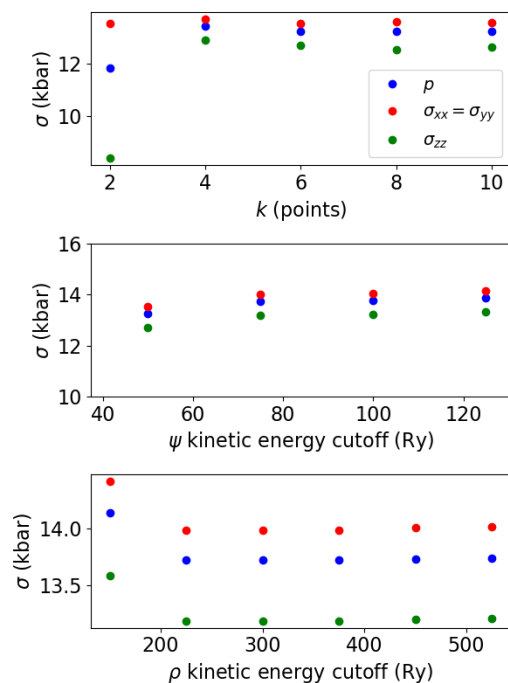 12
10
σ (kbar)
p
σxx = σyy
σzz
2 4 6 8 10
k (points)
16
14
12
10
σ (kbar)
40 60 80 100 120
ψ kinetic energy cutoff (Ry)
14.0
13.5
σ (kbar)
200 300 400 500
ρ kinetic energy cutoff (Ry)